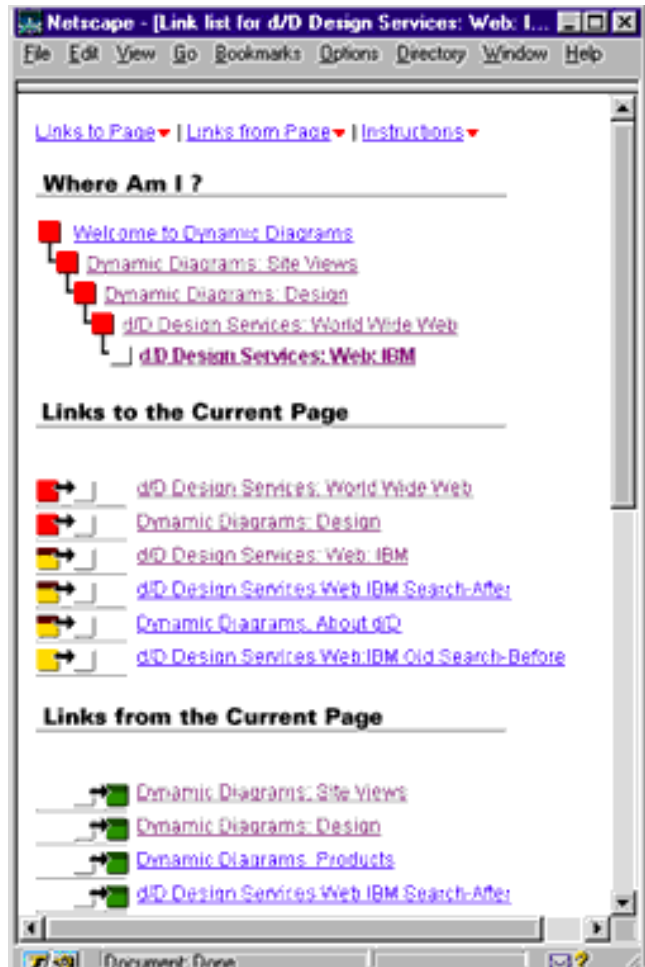 Netscape - [Link list for d/D Design Services: Web: I...
File Edit View Go Bookmarks Options Directory Window Help
Links to Page | Links from Page | Instructions
Where Am I ?
Welcome to Dynamic Diagrams
Dynamic Diagrams: Site Views
Dynamic Diagrams: Design
d/D Design Services: World Wide Web
d/D Design Services: Web: IBM
Links to the Current Page
d/D Design Services: World Wide Web
Dynamic Diagrams: Design
d/D Design Services: Web: IBM
d/D Design Services:Web:IBM Search-After
Dynamic Diagrams: About d/D
d/D Design Services:Web:IBM Old Search-Before
Links from the Current Page
Dynamic Diagrams: Site Views
Dynamic Diagrams: Design
Dynamic Diagrams: Products
d/D Design Services:Web:IBM Search-After
Document: Done